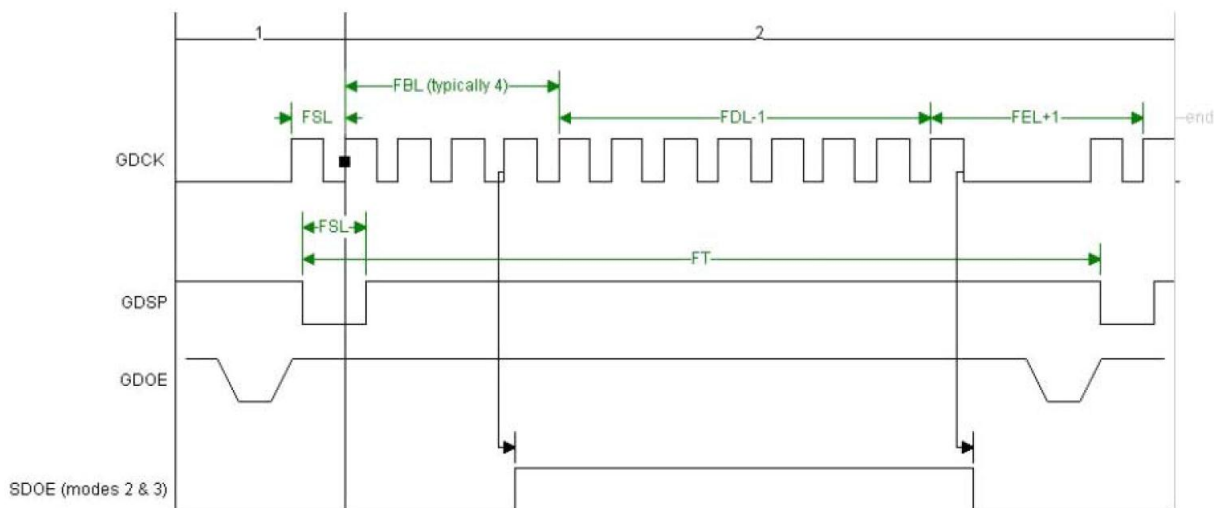 1 2
FBL (typically 4)
FSL FDL-1 FEL+1 end
GDCK
FSL
FT
GDSP
GDOE
SDOE (modes 2 & 3)